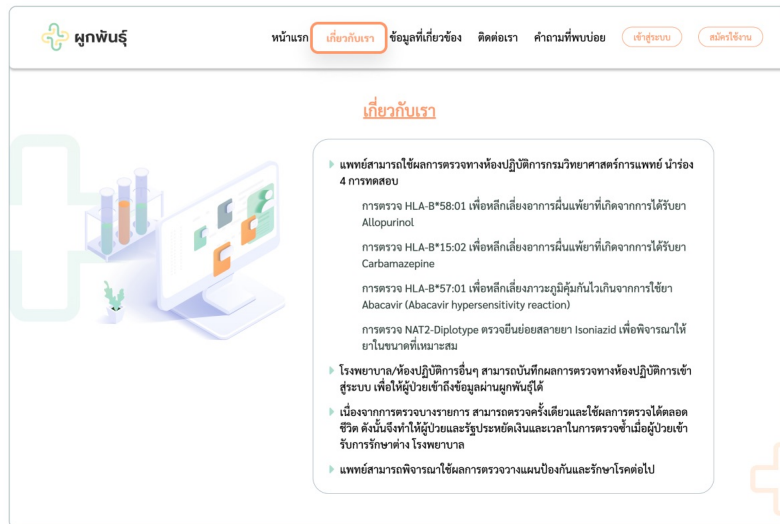 ผูกพันธุ์
หน้าแรก เกี่ยวกับเรา ข้อมูลที่เกี่ยวข้อง ติดต่อเรา คำถามที่พบบ่อย เข้าสู่ระบบ สมัครใช้งาน
เกี่ยวกับเรา
แพทย์สามารถใช้ผลการตรวจทางห้องปฏิบัติการกรมวิทยาศาสตร์การแพทย์ นำร่อง
4 การทดสอบ
การตรวจ HLA-B*58:01 เพื่อหลีกเลี่ยงอาการผื่นแพ้ยาที่เกิดจากการได้รับยา
Allopurinol
การตรวจ HLA-B*15:02 เพื่อหลีกเลี่ยงอาการผื่นแพ้ยาที่เกิดจากการได้รับยา
Carbamazepine
การตรวจ HLA-B*57:01 เพื่อหลีกเลี่ยงภาวะภูมิคุ้มกันไวเกินจากการใช้ยา
Abacavir (Abacavir hypersensitivity reaction)
การตรวจ NAT2-Diplotype ตรวจยีนย่อยสลายยา Isoniazid เพื่อพิจารณาให้
ยาในขนาดที่เหมาะสม
โรงพยาบาล/ห้องปฏิบัติการอื่นๆ สามารถบันทึกผลการตรวจทางห้องปฏิบัติการเข้า
สู่ระบบ เพื่อให้ผู้ป่วยเข้าถึงข้อมูลผ่านผูกพันธุ์ได้
เนื่องจากการตรวจบางรายการ สามารถตรวจครั้งเดียวและใช้ผลการตรวจได้ตลอด
ชีวิต ดังนั้นจึงทำให้ผู้ป่วยและรัฐประหยัดเงินและเวลาในการตรวจซ้ำเมื่อผู้ป่วยเข้า
รับการรักษาต่าง โรงพยาบาล
แพทย์สามารถพิจารณาใช้ผลการตรวจวางแผนป้องกันและรักษาโรคต่อไป